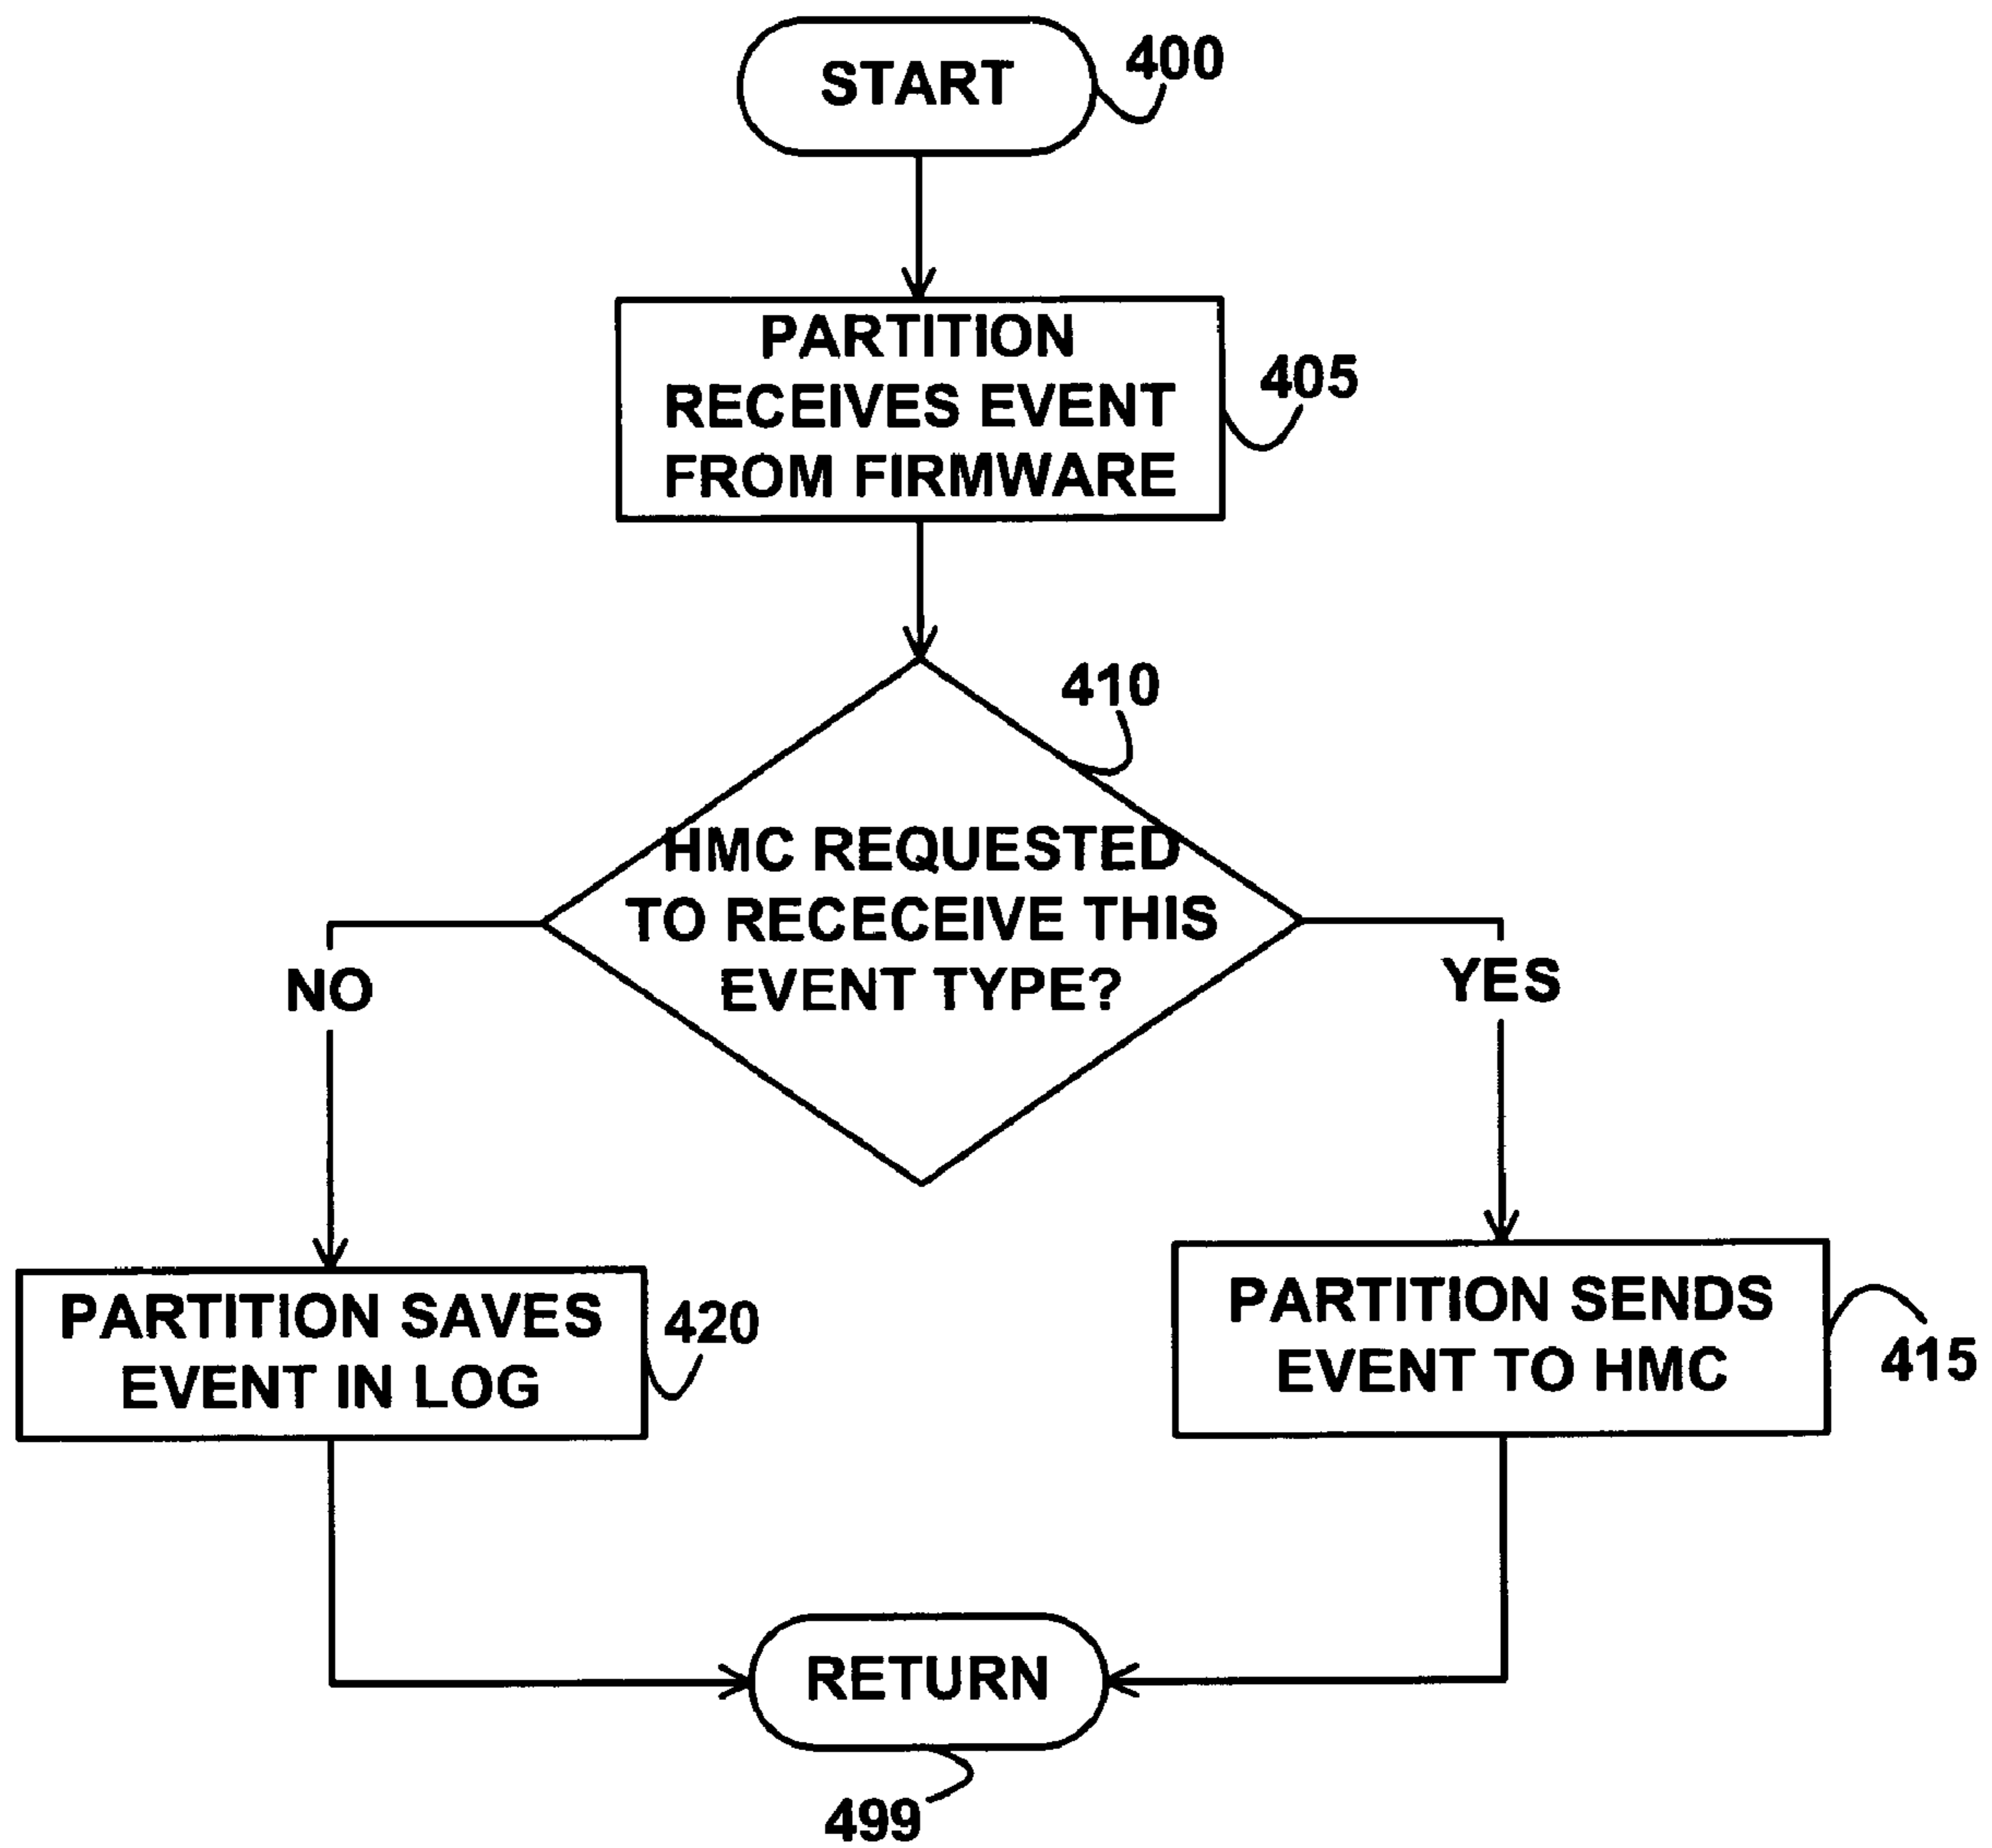 START
400
PARTITION
RECEIVES EVENT
FROM FIRMWARE
405
410
HMC REQUESTED
TO RECECEIVE THIS
EVENT TYPE?
NO
YES
PARTITION SAVES
EVENT IN LOG
420
PARTITION SENDS
EVENT TO HMC
415
RETURN
499